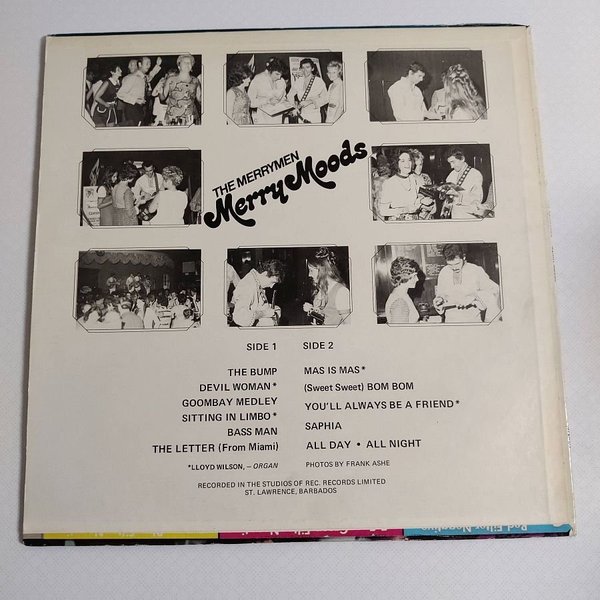 THE MERRYMEN
Merry Moods
SIDE 1 SIDE 2
THE BUMP
DEVIL WOMAN*
GOOMBAY MEDLEY
SITTING IN LIMBO*
BASS MAN
THE LETTER (From Miami)
*LLOYD WILSON, – ORGAN
MAS IS MAS*
(Sweet Sweet) BOM BOM
YOU'LL ALWAYS BE A FRIEND*
SAPHIA
ALL DAY • ALL NIGHT
PHOTOS BY FRANK ASHE
RECORDED IN THE STUDIOS OF REC. RECORDS LIMITED
ST. LAWRENCE, BARBADOS